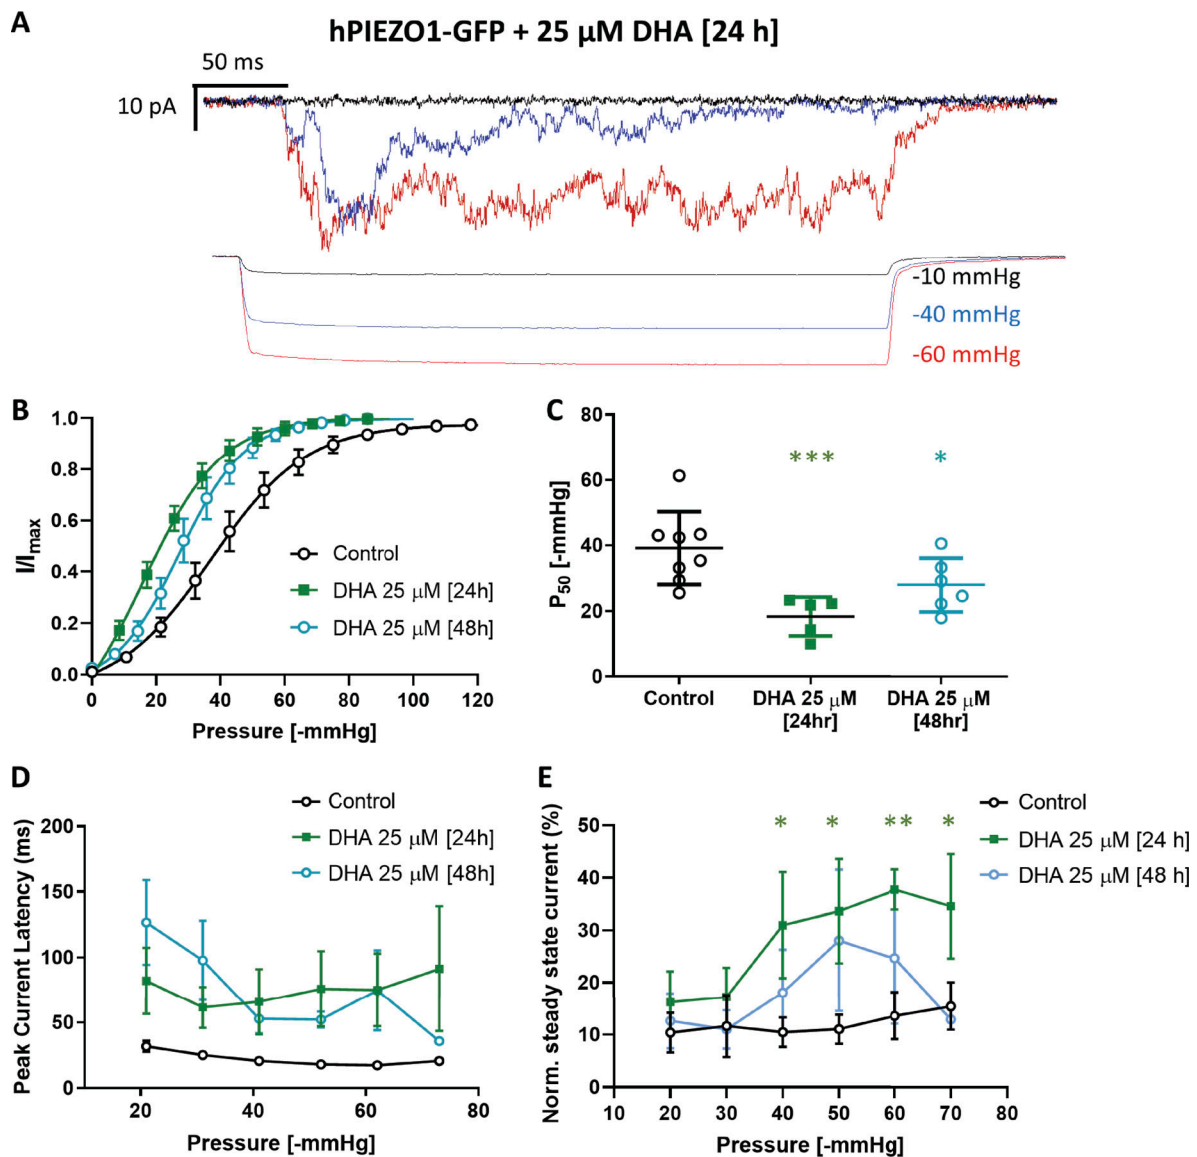 A
hPIEZO1-GFP + 25 μM DHA [24 h]
50 ms
10 pA
-10 mmHg
-40 mmHg
-60 mmHg
B
1.0
0.8
0.6
0.4
0.2
0.0
I/Imax
Control
DHA 25 μM [24h]
DHA 25 μM [48h]
0 20 40 60 80 100 120
Pressure [-mmHg]
C
80
60
40
20
0
P50 [-mmHg]
***
*
Control
DHA 25 μM
[24hr]
DHA 25 μM
[48hr]
D
Control
DHA 25 μM [24h]
DHA 25 μM [48h]
200
150
100
50
0
Peak Current Latency (ms)
20 40 60 80
Pressure [-mmHg]
E
Control
DHA 25 μM [24 h]
DHA 25 μM [48 h]
50
40
30
20
10
0
Norm. steady state current (%)
* * ** *
10 20 30 40 50 60 70 80
Pressure [-mmHg]